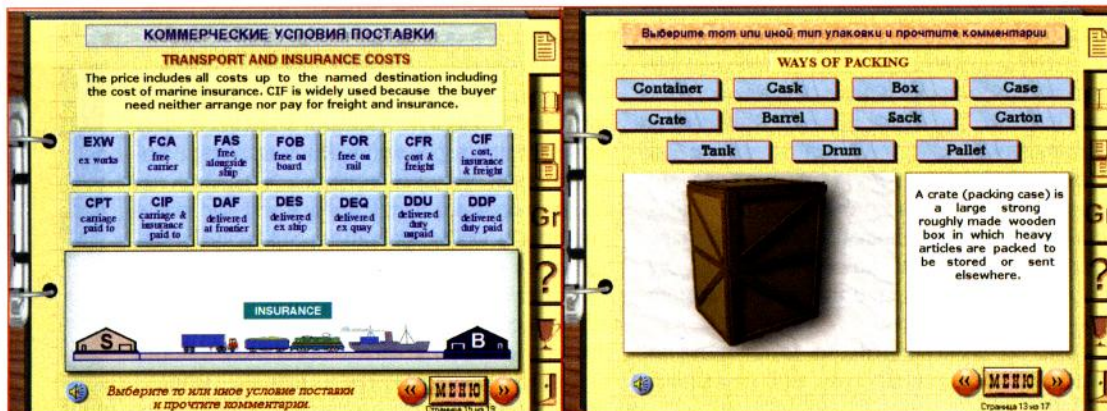 КОММЕРЧЕСКИЕ УСЛОВИЯ ПОСТАВКИ
TRANSPORT AND INSURANCE COSTS
The price includes all costs up to the named destination including
the cost of marine insurance. CIF is widely used because the buyer
need neither arrange nor pay for freight and insurance.
EXW
ex works
FCA
free
carrier
FAS
free
alongside
ship
FOB
free on
board
FOR
free on
rail
CFR
cost &
freight
CIF
cost,
insurance
& freight
CPT
carriage
paid to
CIP
carriage &
insurance
paid to
DAF
delivered
at frontier
DES
delivered
ex ship
DEQ
delivered
ex quay
DDU
delivered
duty
unpaid
DDP
delivered
duty paid
INSURANCE
S
B
Выберите то или иное условие поставки
и прочтите комментарии.
« МЕНЮ »
Страница 15 из 19
Gr
?
Выберите тот или иной тип упаковки и прочтите комментарии
WAYS OF PACKING
Container Cask Box Case
Crate Barrel Sack Carton
Tank Drum Pallet
A crate (packing case) is
a large strong
roughly made wooden
box in which heavy
articles are packed to
be stored or sent
elsewhere.
« МЕНЮ »
Страница 13 из 17
Gr
?